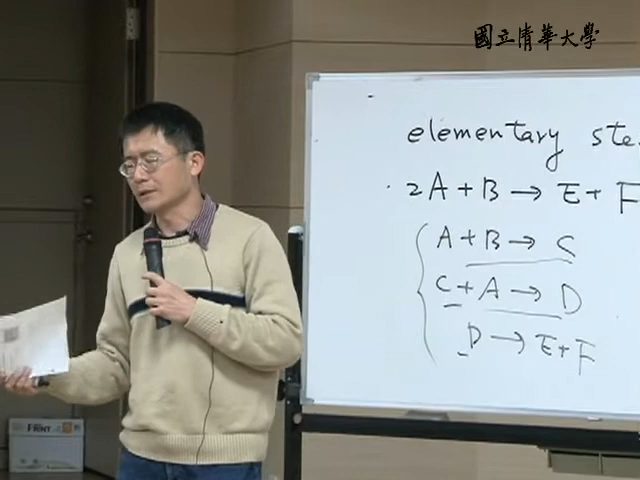 國立清華大學
elementary ste
2A + B → E + F
A + B → C
C + A → D
D → E + F